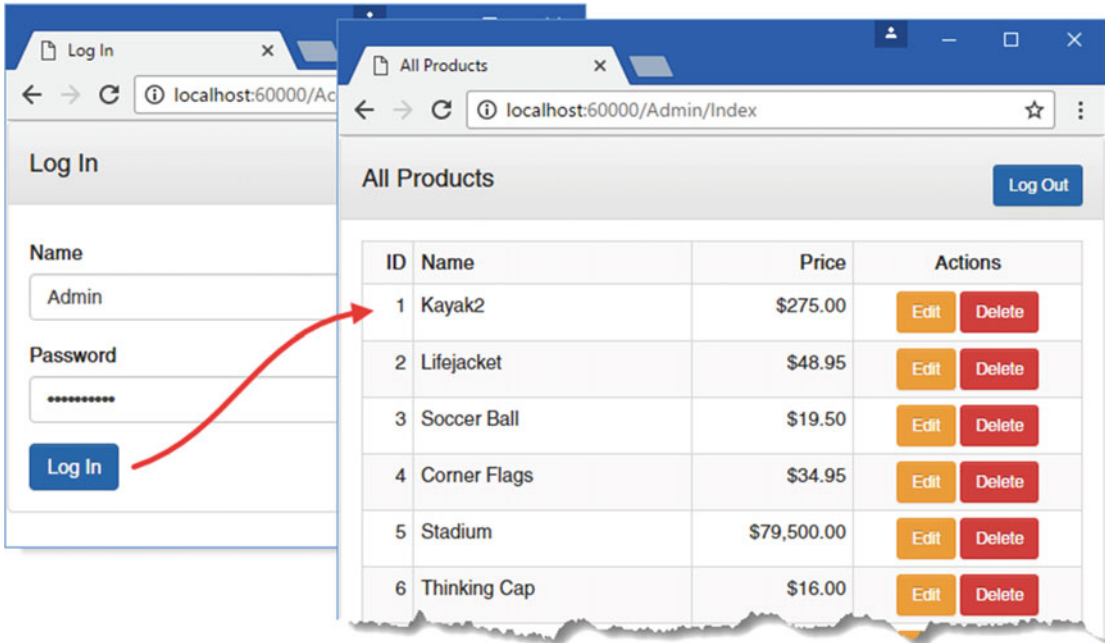 Log In
localhost:60000/Ac
Log In
Name
Admin
Password
••••••••••
Log In
All Products
localhost:60000/Admin/Index
All Products
Log Out
ID Name Price Actions
1 Kayak2 $275.00 Edit Delete
2 Lifejacket $48.95 Edit Delete
3 Soccer Ball $19.50 Edit Delete
4 Corner Flags $34.95 Edit Delete
5 Stadium $79,500.00 Edit Delete
6 Thinking Cap $16.00 Edit Delete